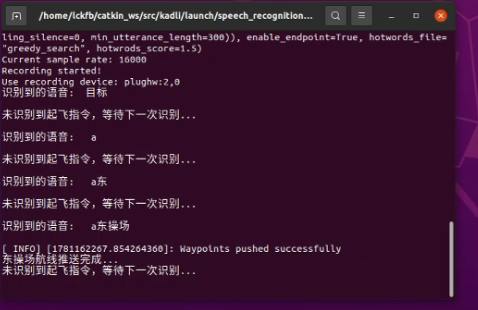 /home/lckfb/catkin_ws/src/kadli/launch/speech_recognition...
ling_silence=0, min_utterance_length=300)), enable_endpoint=True, hotwords_file=
"greedy_search", hotwrods_score=1.5)
Current sample rate: 16000
Recording started!
Use recording device: plughw:2,0
识别到的语音: 目标
未识别到起飞指令，等待下一次识别...
识别到的语音: a
未识别到起飞指令，等待下一次识别...
识别到的语音: a东
未识别到起飞指令，等待下一次识别...
识别到的语音: a东操场
[ INFO] [1781162267.854264360]: Waypoints pushed successfully
东操场航线推送完成...
未识别到起飞指令，等待下一次识别...